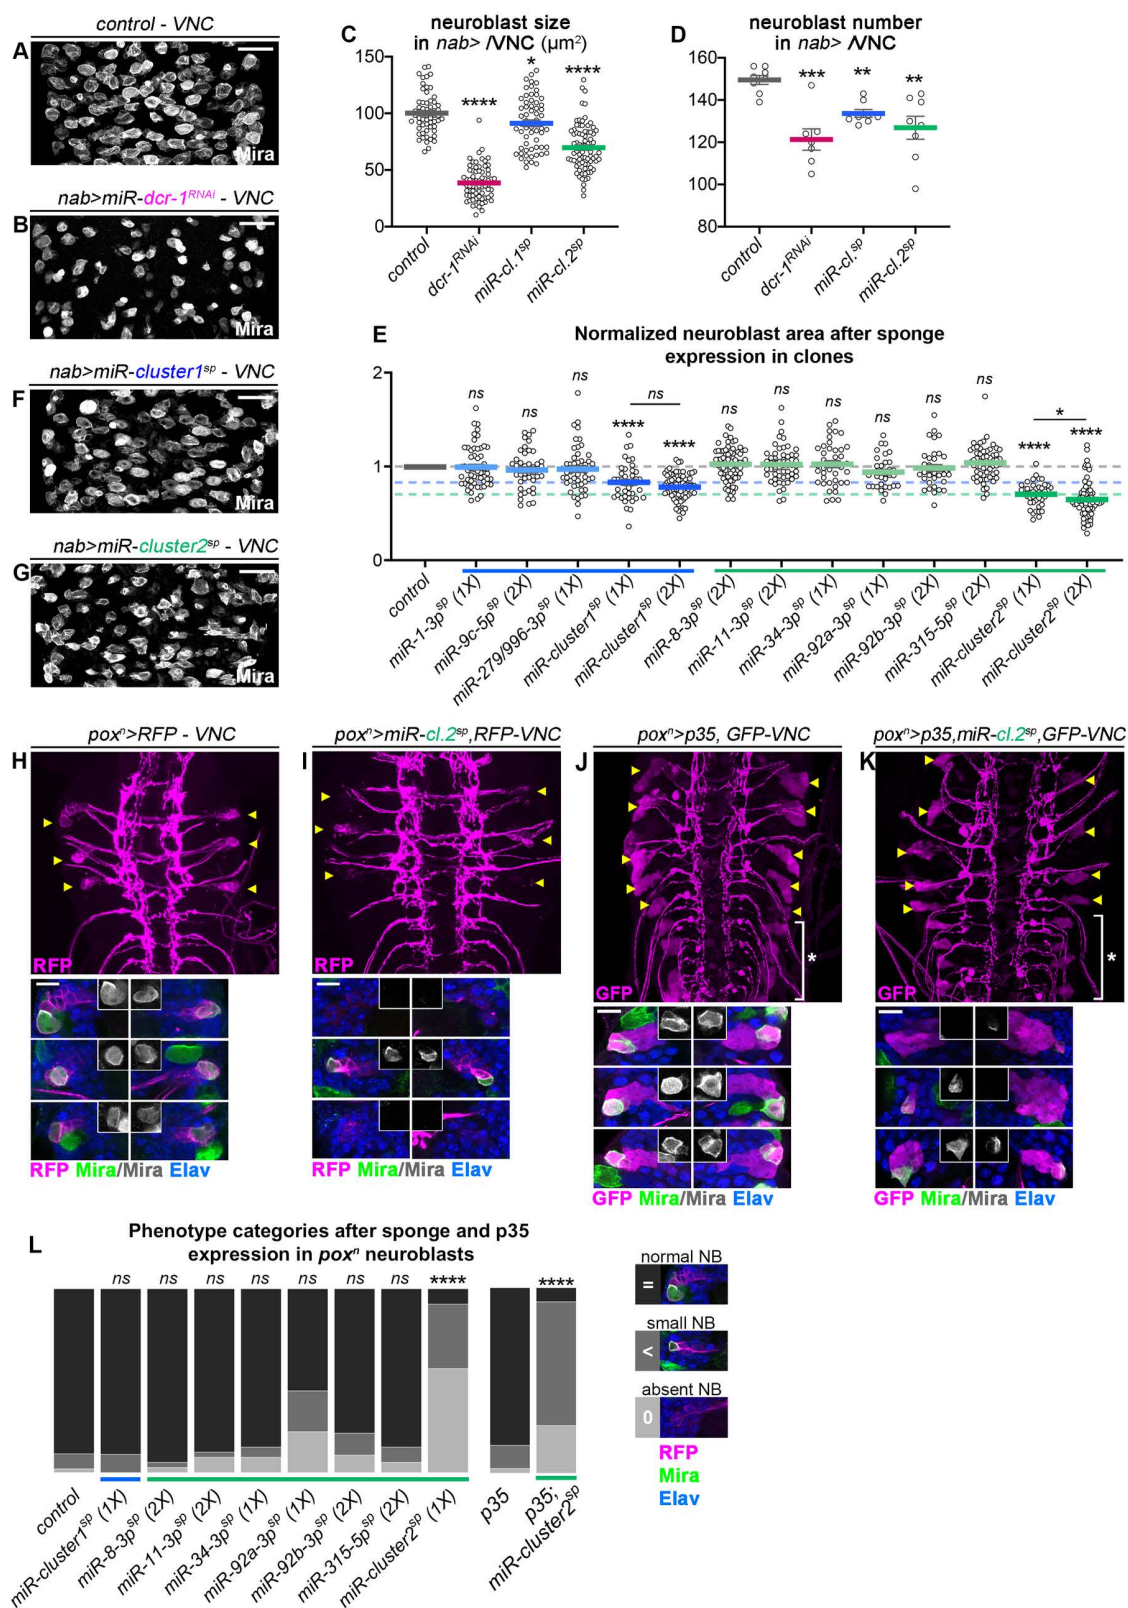 control - VNC
A
Mira
nab>miR-dcr-1RNAi - VNC
B
Mira
nab>miR-cluster1sp - VNC
F
Mira
nab>miR-cluster2sp - VNC
G
Mira
C
neuroblast size
in nab> /VNC (µm²)
150
100
50
0
****
*
****
control
dcr-1RNAi
miR-cl.1sp
miR-cl.2sp
D
neuroblast number
in nab> /VNC
160
140
120
100
80
***
**
**
control
dcr-1RNAi
miR-cl.sp
miR-cl.2sp
E
Normalized neuroblast area after sponge
expression in clones
2
1
0
ns
ns
ns
****
ns
****
ns
ns
ns
ns
ns
ns
****
*
****
control
miR-1-3psp (1X)
miR-9c-5psp (2X)
miR-279/996-3psp (1X)
miR-cluster1sp (1X)
miR-cluster1sp (2X)
miR-8-3psp (2X)
miR-11-3psp (2X)
miR-34-3psp (1X)
miR-92a-3psp (1X)
miR-92b-3psp (2X)
miR-315-5psp (2X)
miR-cluster2sp (1X)
miR-cluster2sp (2X)
poxn>RFP - VNC
H
RFP
RFP Mira/Mira Elav
poxn>miR-cl.2sp,RFP-VNC
I
RFP
RFP Mira/Mira Elav
poxn>p35, GFP-VNC
J
*
GFP
GFP Mira/Mira Elav
poxn>p35,miR-cl.2sp,GFP-VNC
K
*
GFP
GFP Mira/Mira Elav
L
Phenotype categories after sponge and p35
expression in poxn neuroblasts
ns ns ns ns ns ns ns **** ****
control
miR-cluster1sp (1X)
miR-8-3psp (2X)
miR-11-3psp (2X)
miR-34-3psp (1X)
miR-92a-3psp (1X)
miR-92b-3psp (2X)
miR-315-5psp (2X)
miR-cluster2sp (1X)
p35
p35;
miR-cluster2sp
normal NB
=
small NB
<
absent NB
0
RFP
Mira
Elav